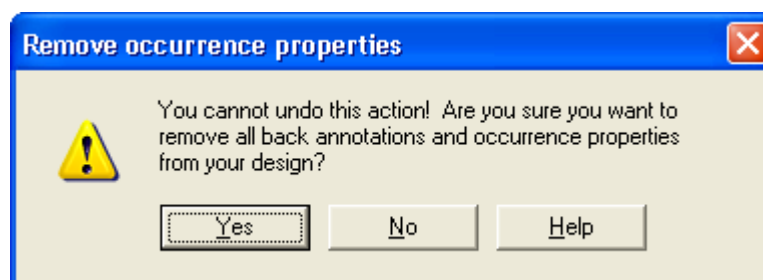 Remove occurrence properties
You cannot undo this action! Are you sure you want to
remove all back annotations and occurrence properties
from your design?
Yes No Help